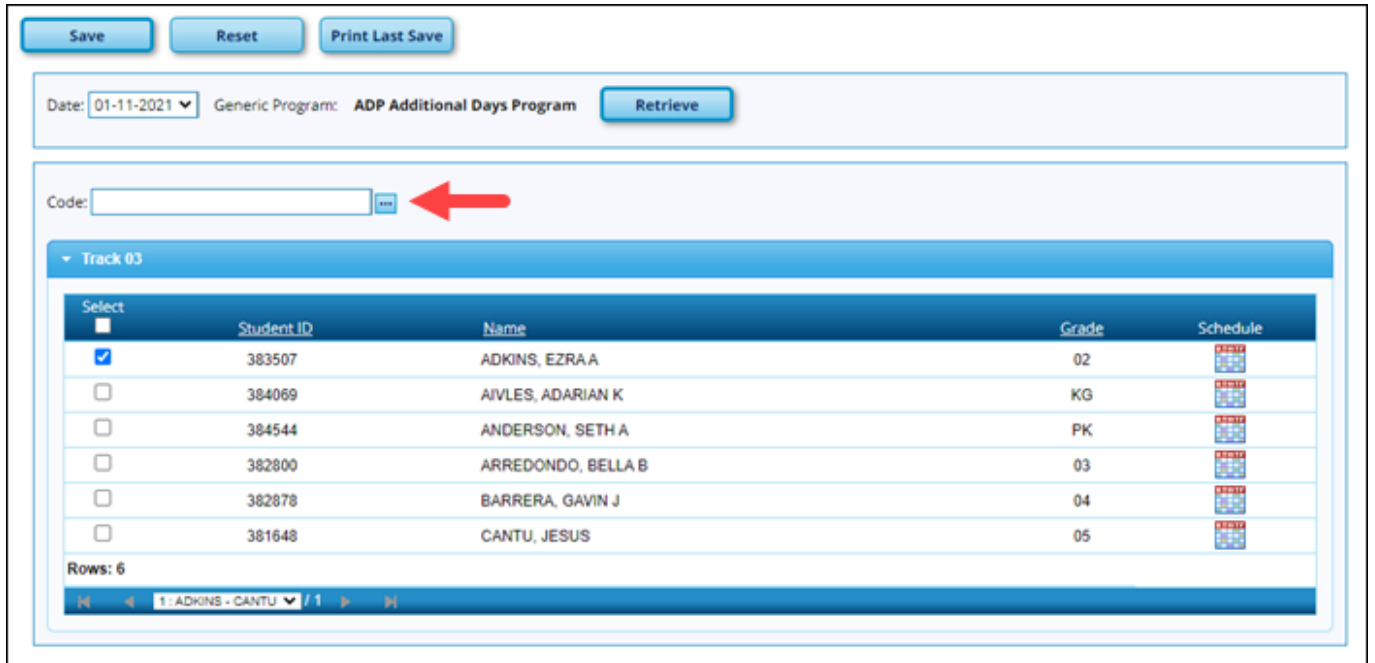 Save Reset Print Last Save
Date: 01-11-2021 Generic Program: ADP Additional Days Program Retrieve
Code: ...
Track 03
Select
Student ID Name Grade Schedule
383507 ADKINS, EZRA A 02
384069 AIVLES, ADARIAN K KG
384544 ANDERSON, SETH A PK
382800 ARREDONDO, BELLA B 03
382878 BARRERA, GAVIN J 04
381648 CANTU, JESUS 05
Rows: 6
1 : ADKINS - CANTU / 1